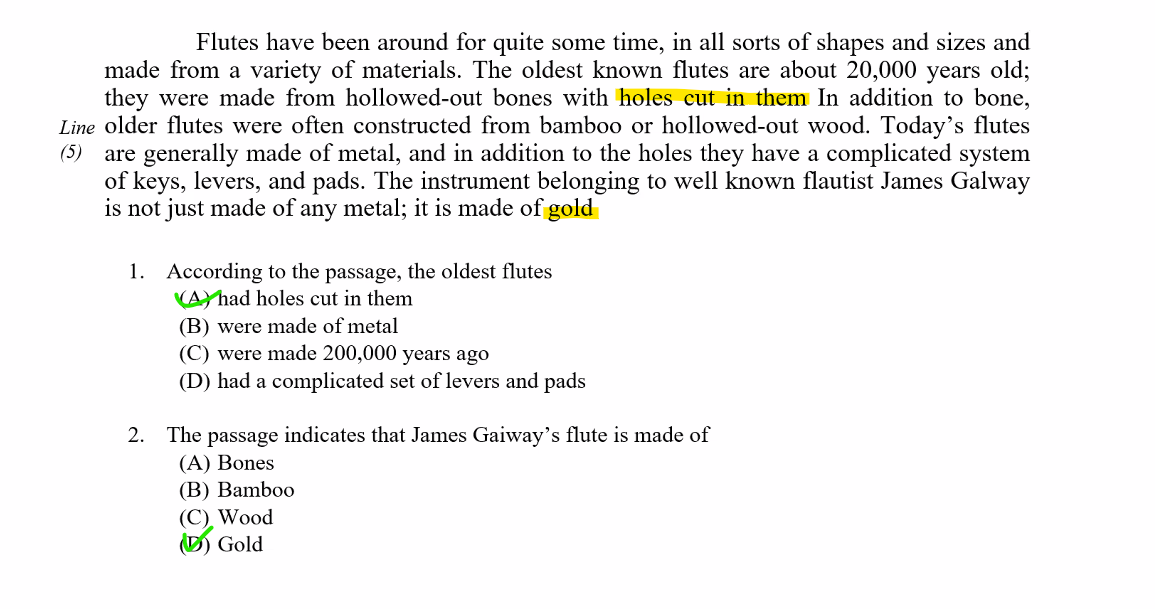 Flutes have been around for quite some time, in all sorts of shapes and sizes and
made from a variety of materials. The oldest known flutes are about 20,000 years old;
they were made from hollowed-out bones with holes cut in them In addition to bone,
Line older flutes were often constructed from bamboo or hollowed-out wood. Today’s flutes
(5) are generally made of metal, and in addition to the holes they have a complicated system
of keys, levers, and pads. The instrument belonging to well known flautist James Galway
is not just made of any metal; it is made of gold
1. According to the passage, the oldest flutes
(A) had holes cut in them
(B) were made of metal
(C) were made 200,000 years ago
(D) had a complicated set of levers and pads
2. The passage indicates that James Gaiway’s flute is made of
(A) Bones
(B) Bamboo
(C) Wood
(D) Gold